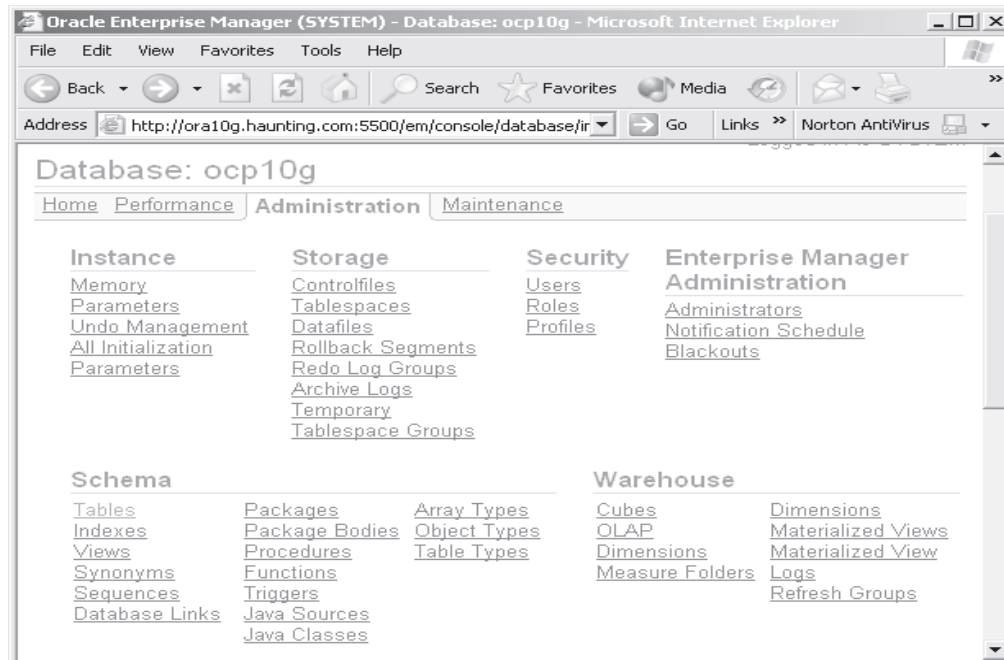 Oracle Enterprise Manager (SYSTEM) - Database: ocp10g - Microsoft Internet Explorer
File Edit View Favorites Tools Help
Back Search Favorites Media
Address http://ora10g.haunting.com:5500/em/console/database/ir Go Links Norton AntiVirus
Database: ocp10g
Home Performance Administration Maintenance
Instance
Memory
Parameters
Undo Management
All Initialization
Parameters
Storage
Controlfiles
Tablespaces
Datafiles
Rollback Segments
Redo Log Groups
Archive Logs
Temporary
Tablespace Groups
Security
Users
Roles
Profiles
Enterprise Manager
Administration
Administrators
Notification Schedule
Blackouts
Schema
Tables
Indexes
Views
Synonyms
Sequences
Database Links
Packages
Package Bodies
Procedures
Functions
Triggers
Java Sources
Java Classes
Array Types
Object Types
Table Types
Warehouse
Cubes
OLAP
Dimensions
Measure Folders
Dimensions
Materialized Views
Materialized View
Logs
Refresh Groups